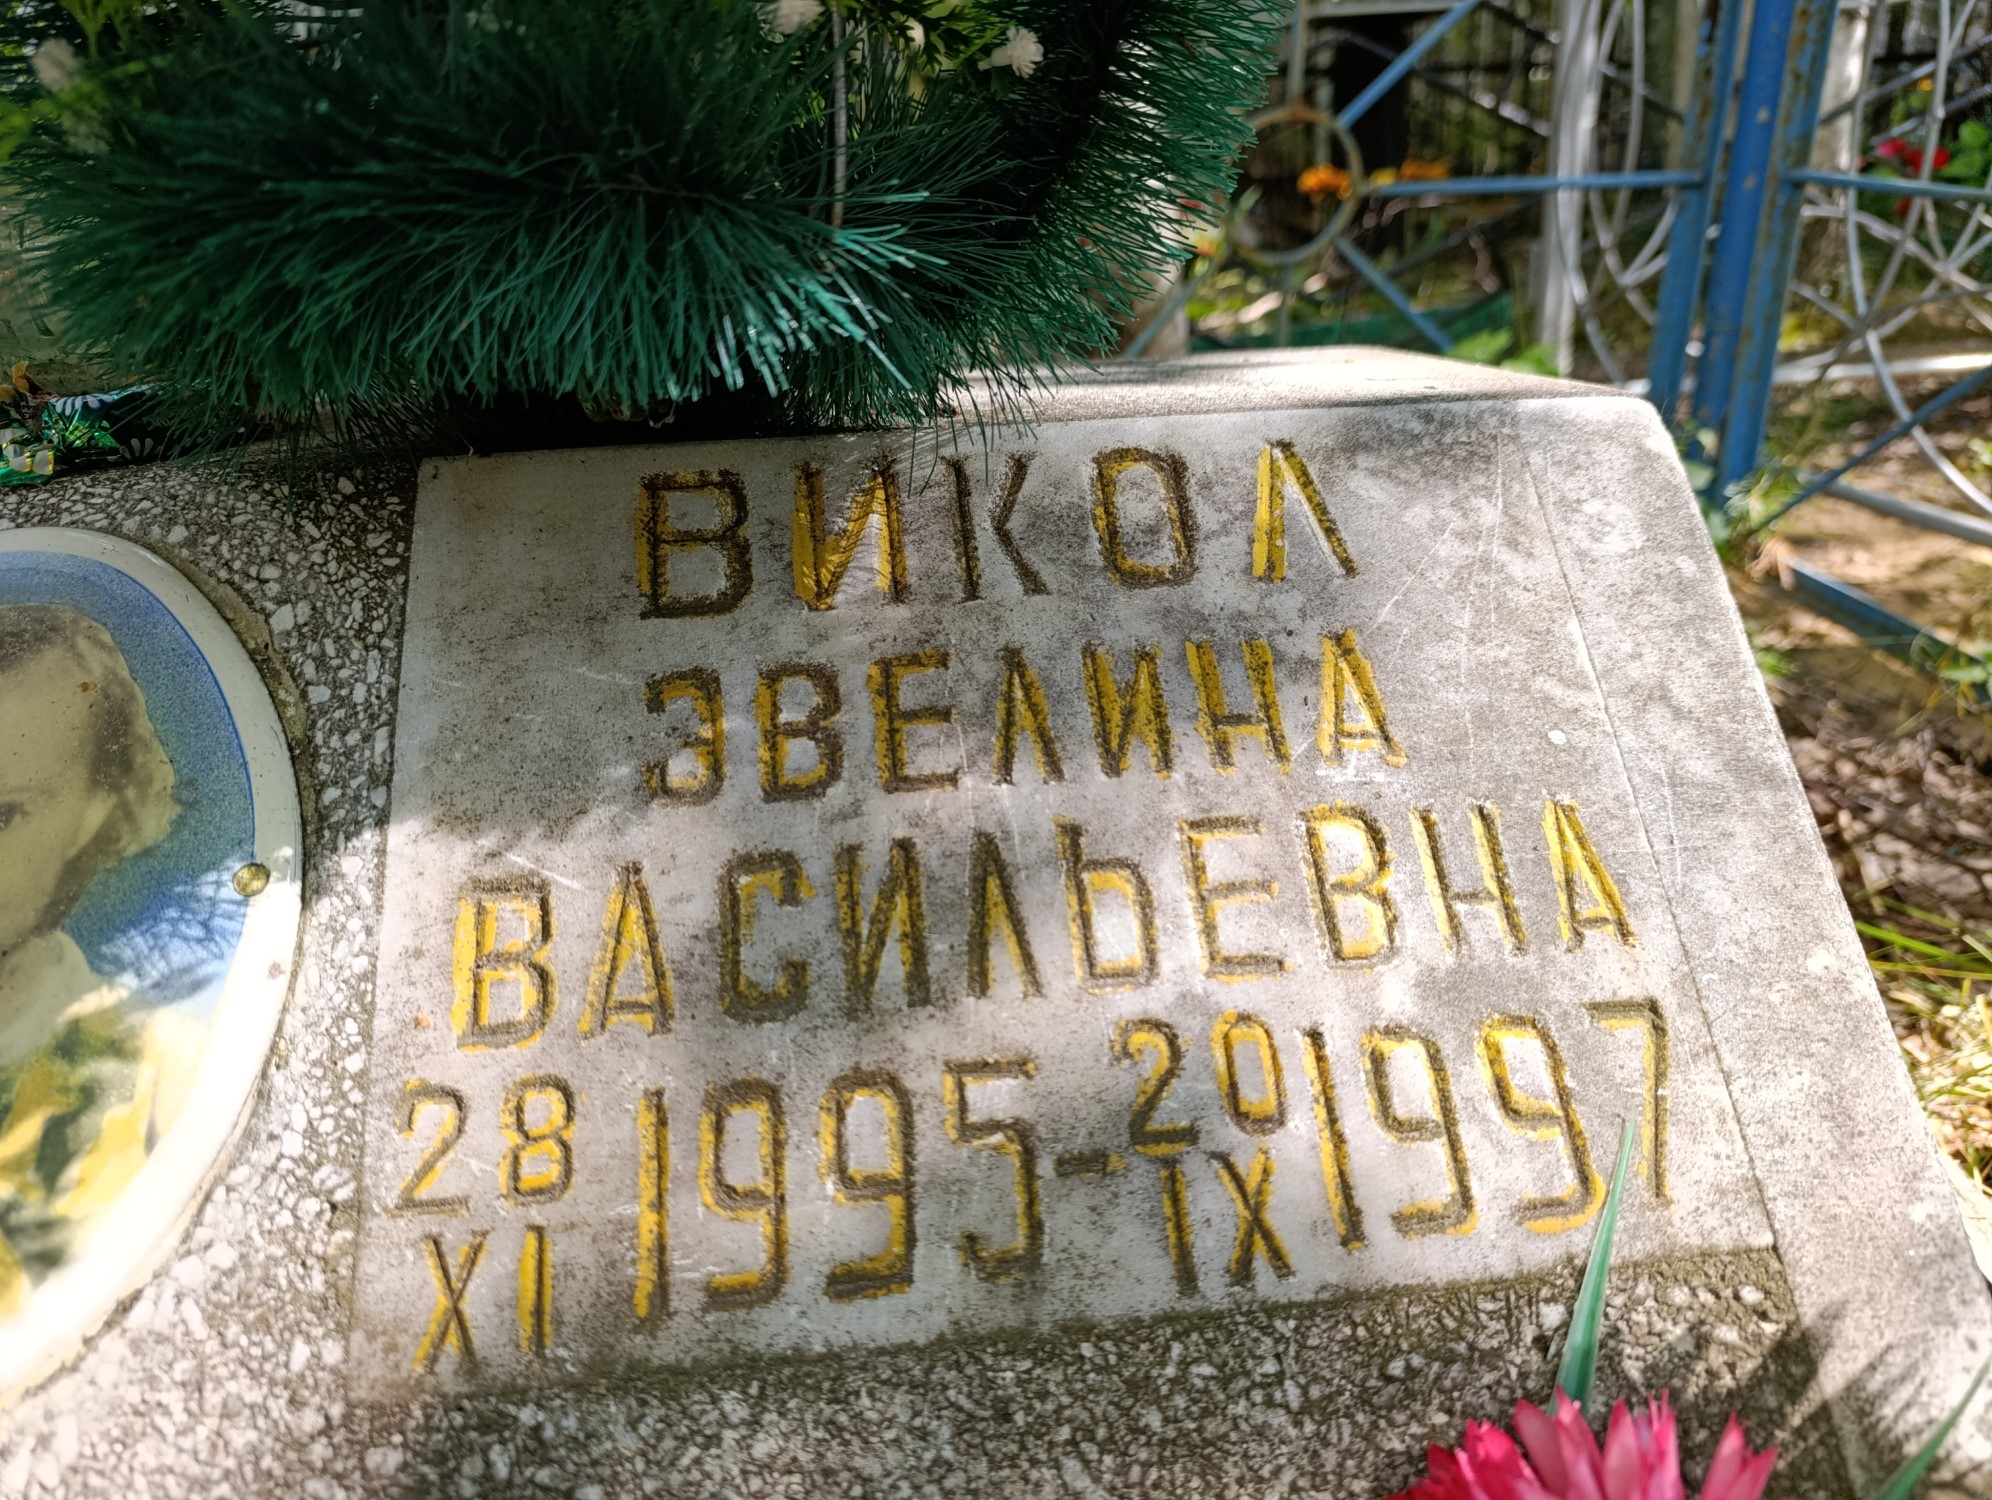 ВИКОЛ
ЭВЕЛИНА
ВАСИЛЬЕВНА
28 XI 1995-20 IX 1997